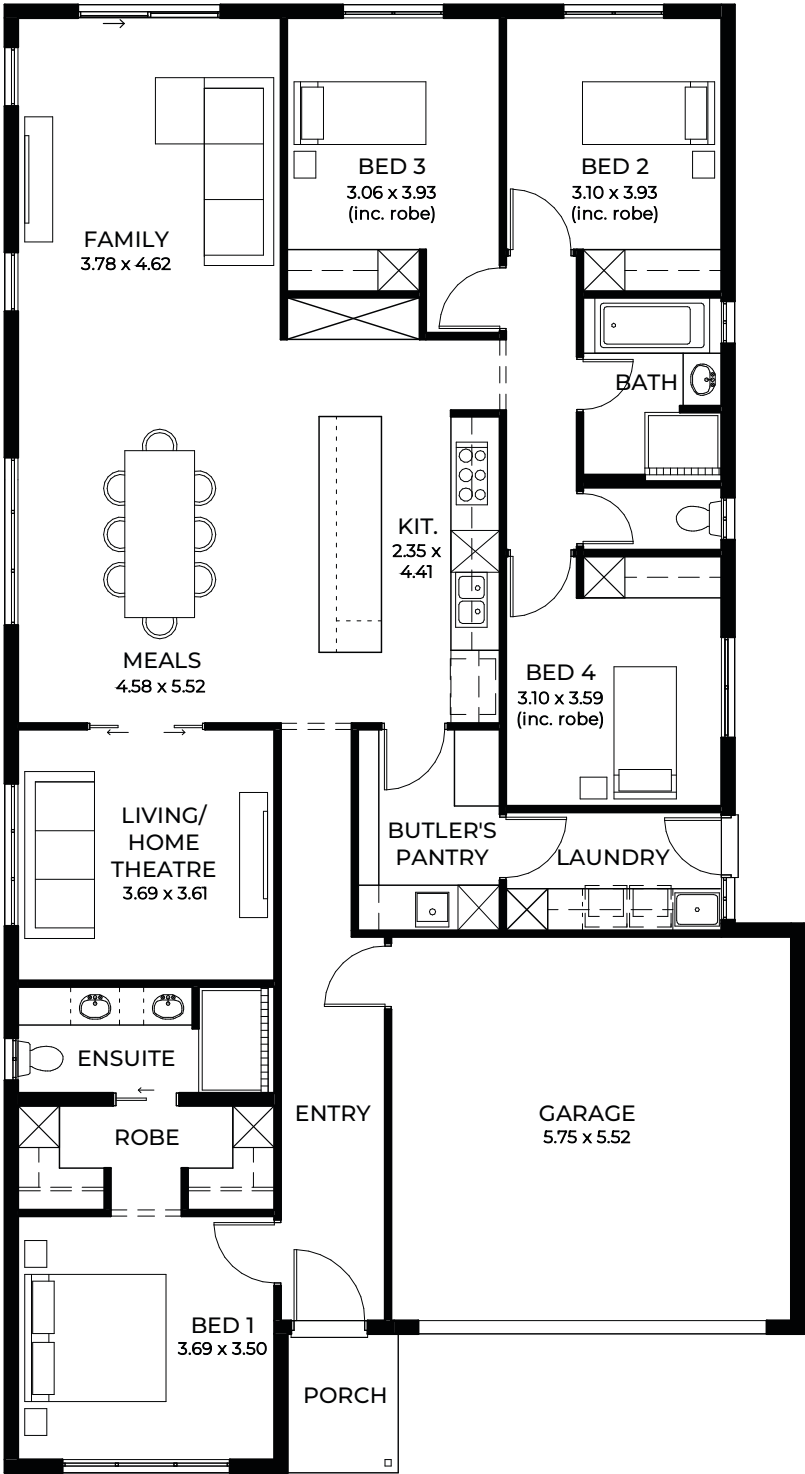 BED 3
3.06 x 3.93
(inc. robe)
BED 2
3.10 x 3.93
(inc. robe)
FAMILY
3.78 x 4.62
BATH
KIT.
2.35 x
4.41
MEALS
4.58 x 5.52
BED 4
3.10 x 3.59
(inc. robe)
LIVING/
HOME
THEATRE
3.69 x 3.61
BUTLER'S
PANTRY
LAUNDRY
ENSUITE
ROBE
ENTRY
GARAGE
5.75 x 5.52
BED 1
3.69 x 3.50
PORCH